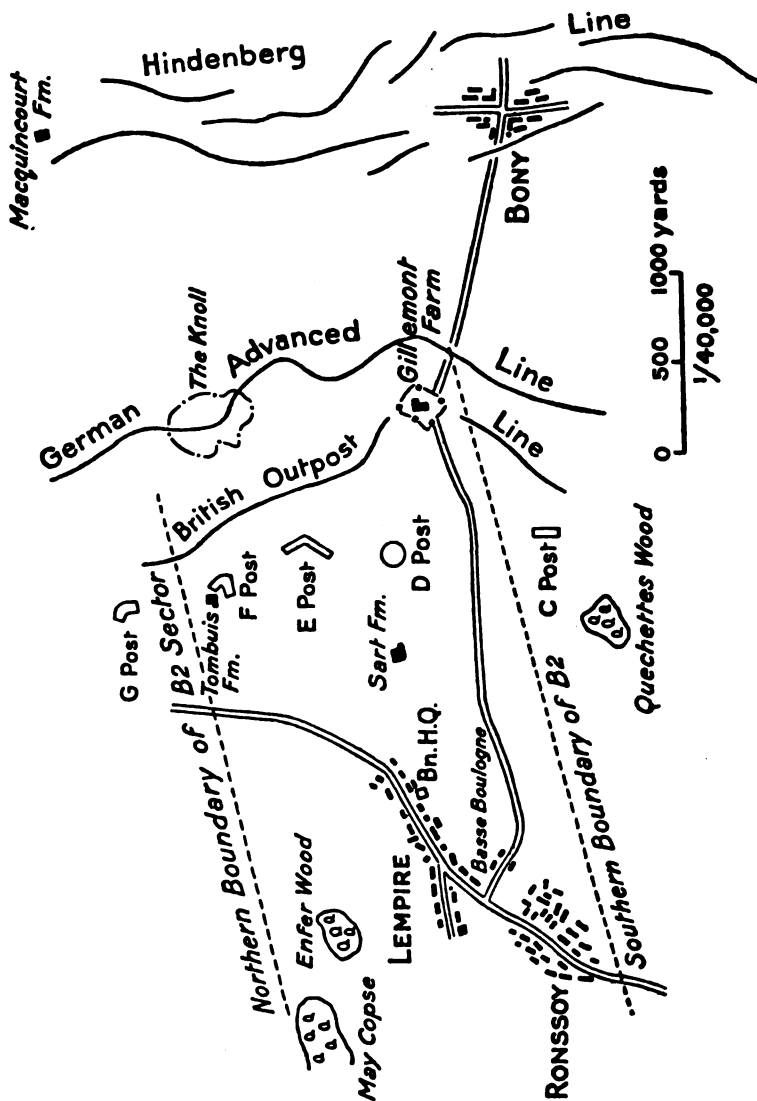 Macquincourt
Fm.
Hindenberg
Line
BONY
The Knoll
German
Advanced
Line
Gillemont
Farm
British
Outpost
Line
0 500 1000 yards
1/40,000
G Post
Northern Boundary of B2 Sector
Tombuis
Fm.
F Post
E Post
D Post
C Post
Sart Fm.
Quechettes Wood
Bn.H.Q.
Basse Boulogne
Southern Boundary of B2
Enfer Wood
May Copse
LEMPIRE
RONSSOY